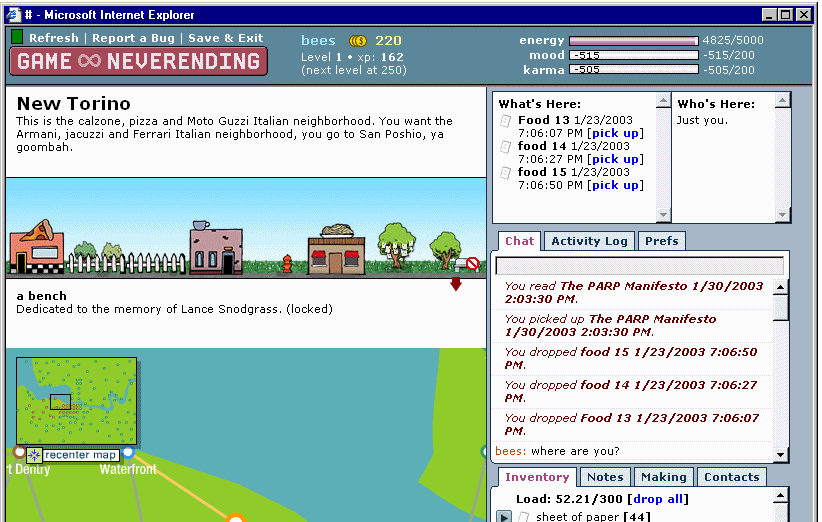 # - Microsoft Internet Explorer
Refresh | Report a Bug | Save & Exit
GAME ∞ NEVERENDING
bees 220
Level 1 • xp: 162
(next level at 250)
energy 4825/5000
mood -515 -515/200
karma -505 -505/200
New Torino
This is the calzone, pizza and Moto Guzzi Italian neighborhood. You want the
Armani, jacuzzi and Ferrari Italian neighborhood, you go to San Poshio, ya
goombah.
a bench
Dedicated to the memory of Lance Snodgrass. (locked)
recenter map
t Dentry
Waterfront
What's Here:
Food 13 1/23/2003
7:06:07 PM [pick up]
food 14 1/23/2003
7:06:27 PM [pick up]
food 15 1/23/2003
7:06:50 PM [pick up]
Who's Here:
Just you.
Chat Activity Log Prefs
You read The PARP Manifesto 1/30/2003
2:03:30 PM.
You picked up The PARP Manifesto
1/30/2003 2:03:30 PM.
You dropped food 15 1/23/2003 7:06:50
PM.
You dropped food 14 1/23/2003 7:06:27
PM.
You dropped Food 13 1/23/2003 7:06:07
PM.
bees: where are you?
Inventory Notes Making Contacts
Load: 52.21/300 [drop all]
sheet of paper [44]